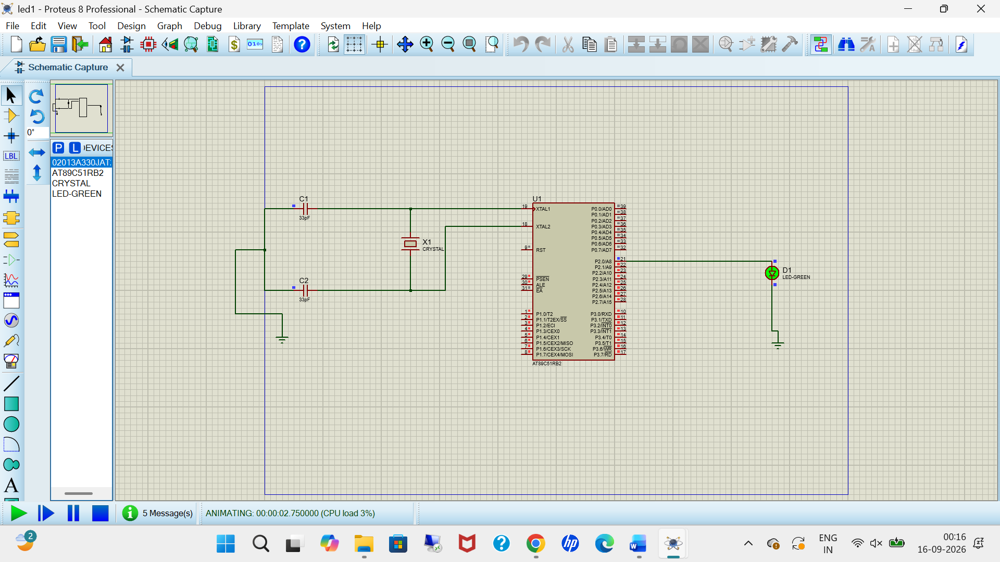 led1 - Proteus 8 Professional - Schematic Capture
File Edit View Tool Design Graph Debug Library Template System Help
Schematic Capture
0°
P L DEVICES
02013A330JAT
AT89C51RB2
CRYSTAL
LED-GREEN
LBL
A
C1
33pF
C2
33pF
X1
CRYSTAL
U1
19 XTAL1
18 XTAL2
9 RST
29 PSEN
30 ALE
31 EA
1 P1.0/T2
2 P1.1/T2EX/SS
3 P1.2/ECI
4 P1.3/CEX0
5 P1.4/CEX1
6 P1.5/CEX2/MISO
7 P1.6/CEX3/SCK
8 P1.7/CEX4/MOSI
P0.0/AD0 39
P0.1/AD1 38
P0.2/AD2 37
P0.3/AD3 36
P0.4/AD4 35
P0.5/AD5 34
P0.6/AD6 33
P0.7/AD7 32
P2.0/A8 21
P2.1/A9 22
P2.2/A10 23
P2.3/A11 24
P2.4/A12 25
P2.5/A13 26
P2.6/A14 27
P2.7/A15 28
P3.0/RXD 10
P3.1/TXD 11
P3.2/INT0 12
P3.3/INT1 13
P3.4/T0 14
P3.5/T1 15
P3.6/WR 16
P3.7/RD 17
AT89C51RB2
D1
LED-GREEN
5 Message(s)
ANIMATING: 00:00:02.750000 (CPU load 3%)
2
hp
W
ENG
IN
00:16
16-09-2026